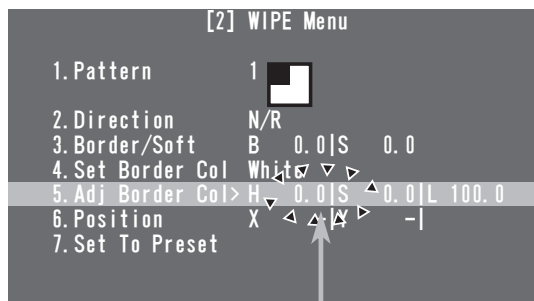 [2] WIPE Menu
1.Pattern 1
2.Direction N/R
3.Border/Soft B 0.0|S 0.0
4.Set Border Col White
5.Adj Border Col> H 0.0|S 0.0|L 100.0
6.Position X -|Y -|
7.Set To Preset